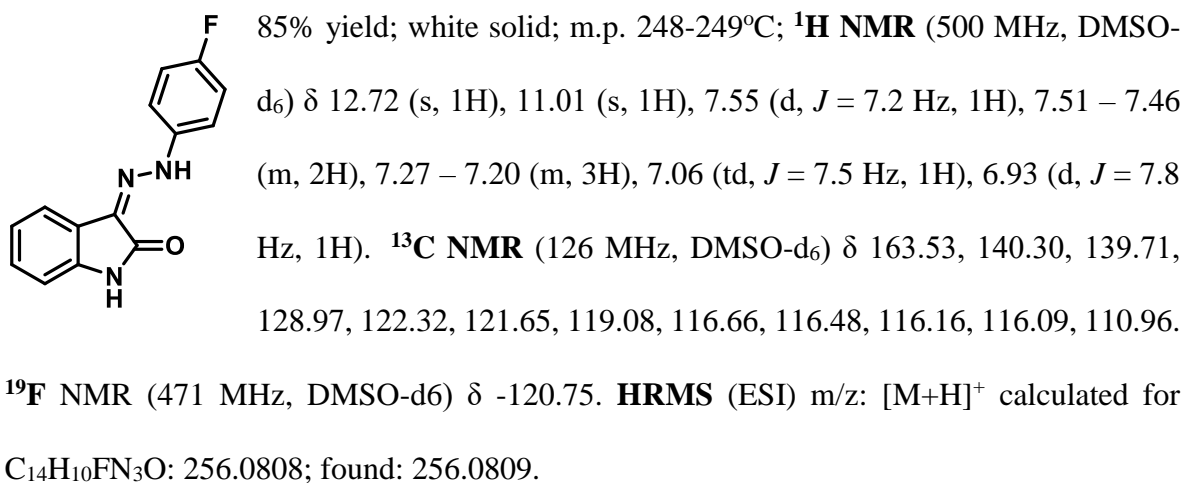 85% yield; white solid; m.p. 248-249ºC; ¹H NMR (500 MHz, DMSO-
d₆) δ 12.72 (s, 1H), 11.01 (s, 1H), 7.55 (d, J = 7.2 Hz, 1H), 7.51 – 7.46
(m, 2H), 7.27 – 7.20 (m, 3H), 7.06 (td, J = 7.5 Hz, 1H), 6.93 (d, J = 7.8
Hz, 1H). ¹³C NMR (126 MHz, DMSO-d₆) δ 163.53, 140.30, 139.71,
128.97, 122.32, 121.65, 119.08, 116.66, 116.48, 116.16, 116.09, 110.96.
¹⁹F NMR (471 MHz, DMSO-d6) δ -120.75. HRMS (ESI) m/z: [M+H]⁺ calculated for
C₁₄H₁₀FN₃O: 256.0808; found: 256.0809.
F
N NH
O
N
H